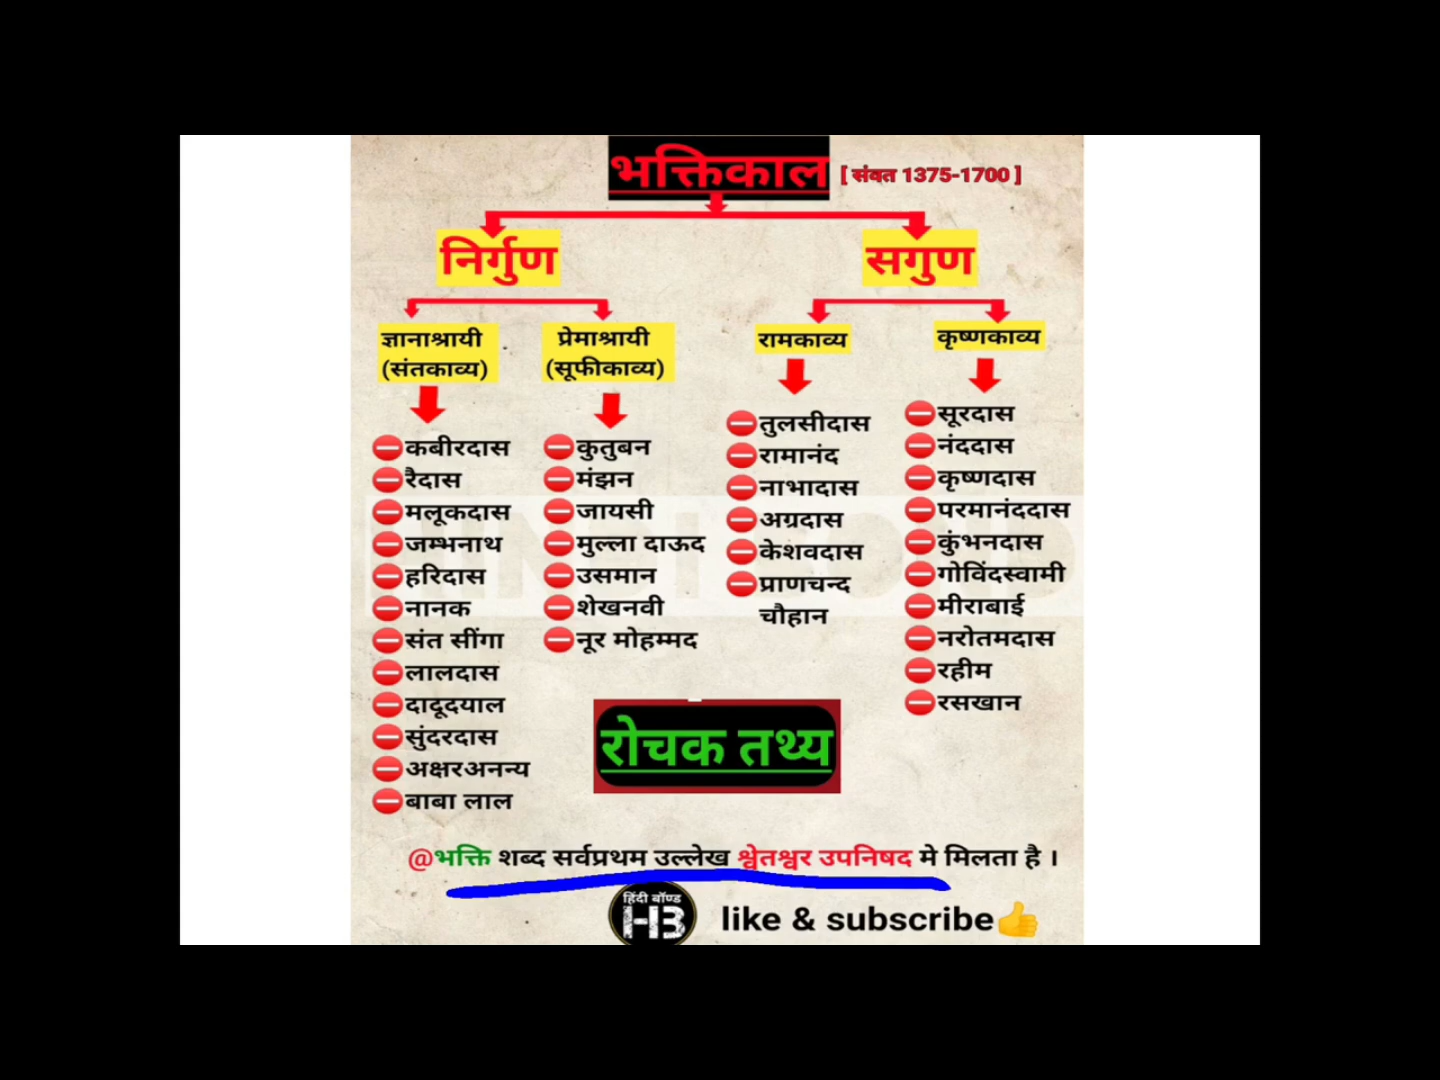 भक्तिकाल [ संवत 1375-1700 ]
निर्गुण
सगुण
ज्ञानाश्रायी
(संतकाव्य)
प्रेमाश्रायी
(सूफीकाव्य)
रामकाव्य
कृष्णकाव्य
कबीरदास
रैदास
मलूकदास
जम्भनाथ
हरिदास
नानक
संत सींगा
लालदास
दादूदयाल
सुंदरदास
अक्षरअनन्य
बाबा लाल
कुतुबन
मंझन
जायसी
मुल्ला दाऊद
उसमान
शेखनवी
नूर मोहम्मद
तुलसीदास
रामानंद
नाभादास
अग्रदास
केशवदास
प्राणचन्द
चौहान
सूरदास
नंददास
कृष्णदास
परमानंददास
कुंभनदास
गोविंदस्वामी
मीराबाई
नरोतमदास
रहीम
रसखान
रोचक तथ्य
@भक्ति शब्द सर्वप्रथम उल्लेख श्वेतश्वर उपनिषद मे मिलता है ।
हिंदी बॉण्ड
HB
like & subscribe